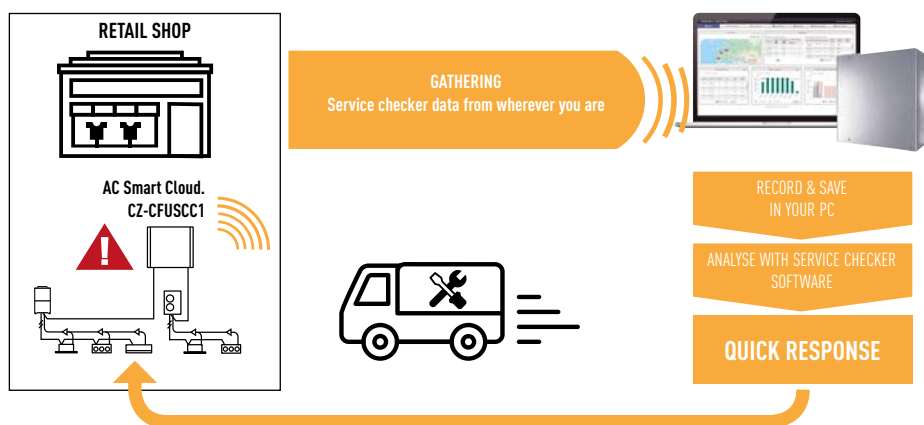 RETAIL SHOP
AC Smart Cloud.
CZ-CFUSCC1
GATHERING
Service checker data from wherever you are
RECORD & SAVE
IN YOUR PC
ANALYSE WITH SERVICE CHECKER
SOFTWARE
QUICK RESPONSE